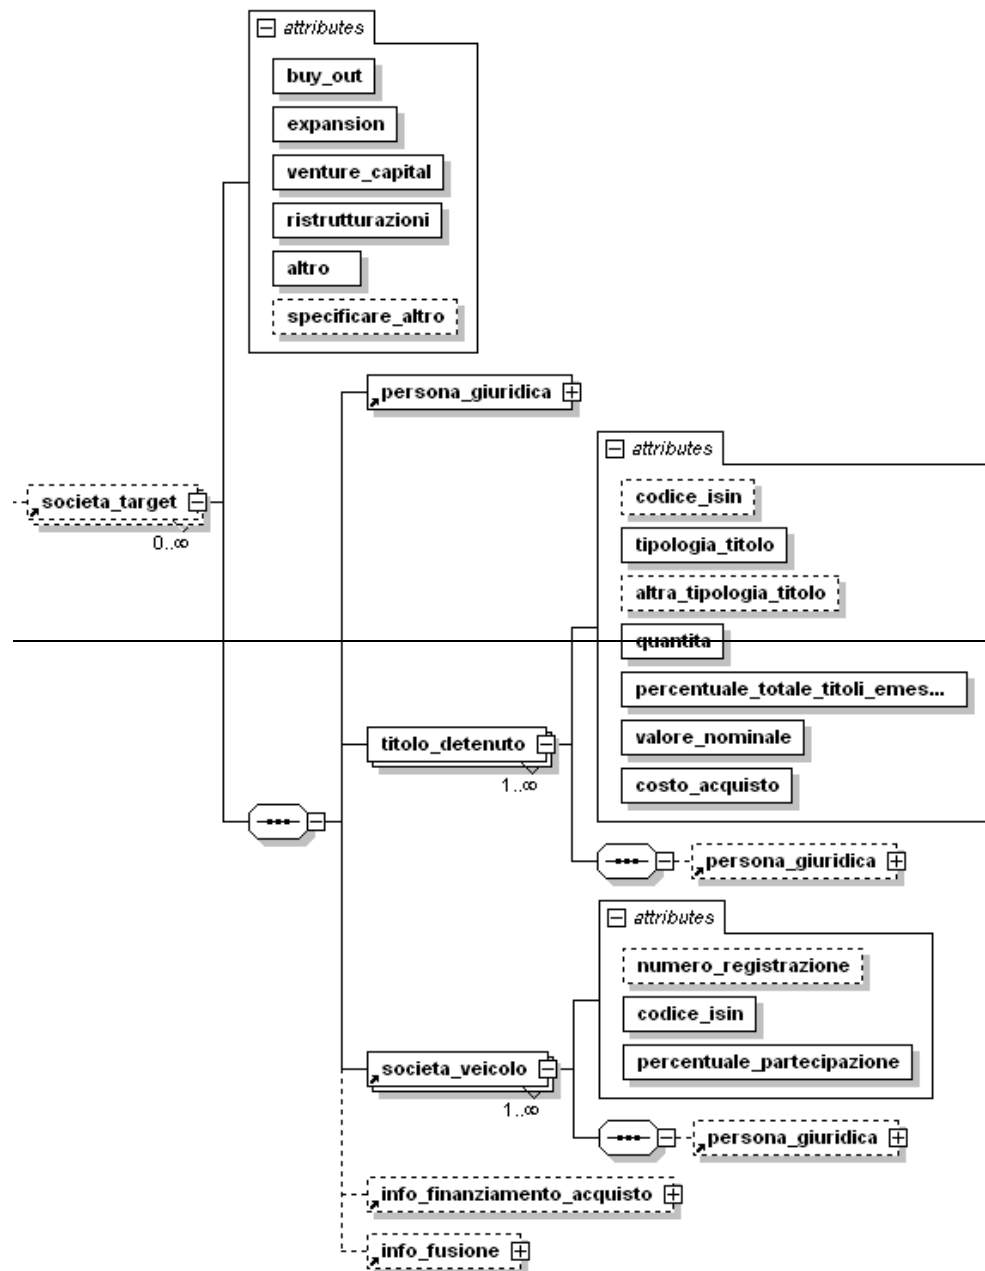 attributes
buy_out
expansion
venture_capital
ristrutturazioni
altro
specificare_altro
persona_giuridica
attributes
societa_target
0..∞
codice_isin
tipologia_titolo
altra_tipologia_titolo
quantita
percentuale_totale_titoli_emes...
titolo_detenuto
1..∞
valore_nominale
costo_acquisto
persona_giuridica
attributes
numero_registrazione
codice_isin
percentuale_partecipazione
societa_veicolo
1..∞
persona_giuridica
info_finanziamento_acquisto
info_fusione